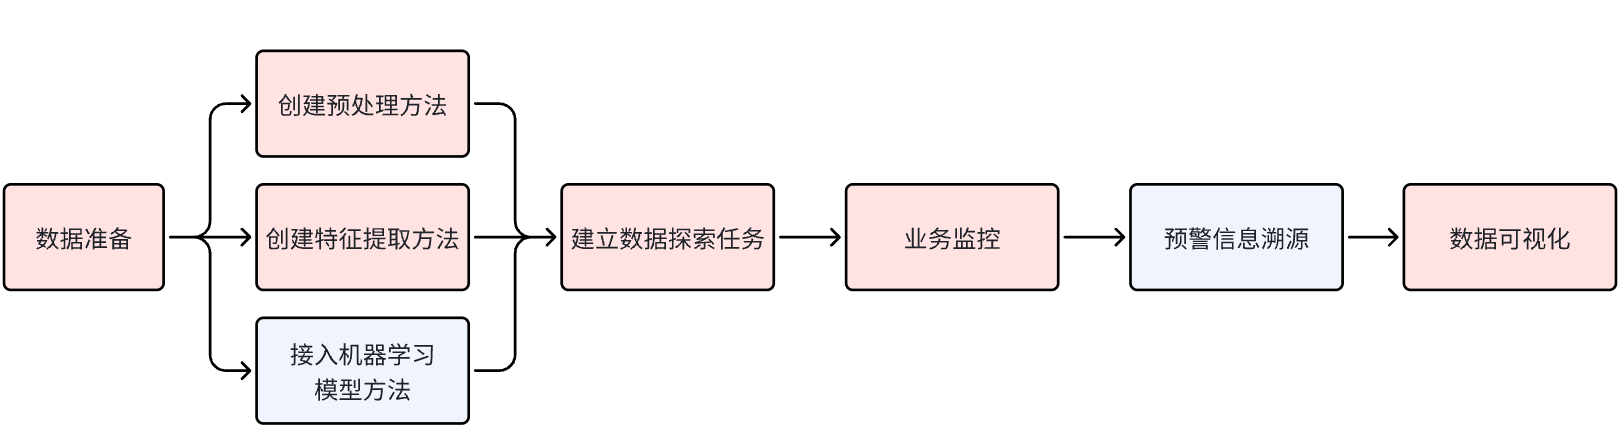 数据准备
创建预处理方法
创建特征提取方法
接入机器学习
模型方法
建立数据探索任务
业务监控
预警信息溯源
数据可视化